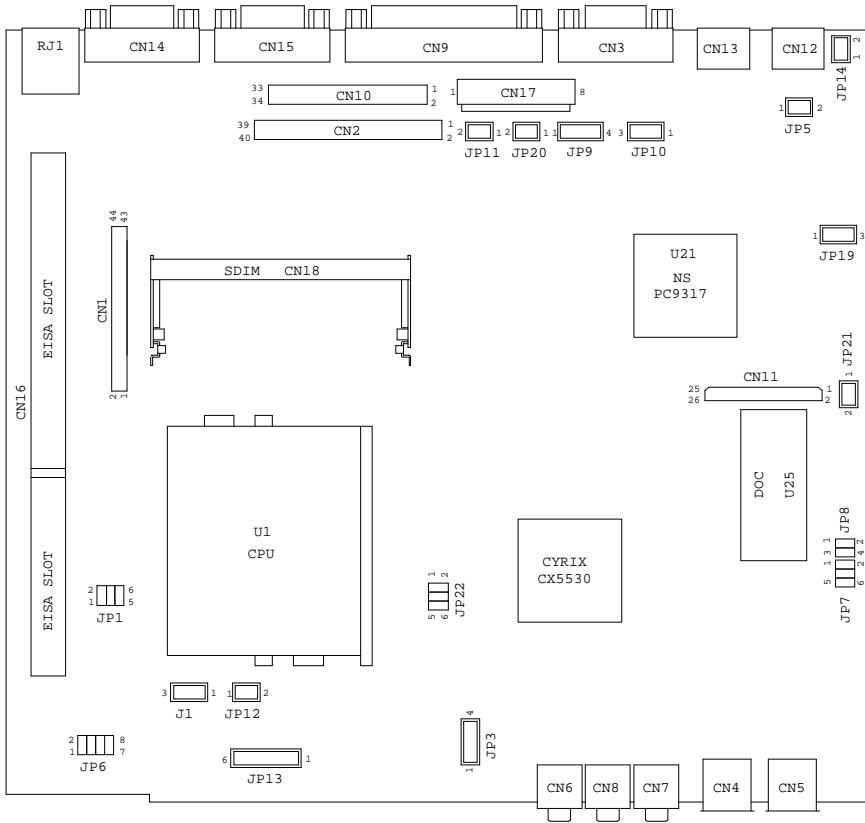 RJ1
CN14
CN15
CN9
CN3
CN13
CN12
2
1
JP14
33
34
CN10
1
2
1
CN17
8
1
2
JP5
39
40
CN2
1
2
2
1
JP11
2
1
JP20
1
4
JP9
3
1
JP10
44
43
CN1
2
1
SDIM CN18
U21
NS
PC9317
1
3
JP19
EISA SLOT
CN16
EISA SLOT
JP21
1
2
25
26
CN11
1
2
DOC
U25
U1
CPU
CYRIX
CX5530
JP8
1
2
3
4
1
2
5
6
JP7
2
6
1
5
JP1
1
2
JP22
5
6
3
1
J1
1
2
JP12
2
8
1
7
JP6
6
1
JP13
4
JP3
1
CN6
CN8
CN7
CN4
CN5